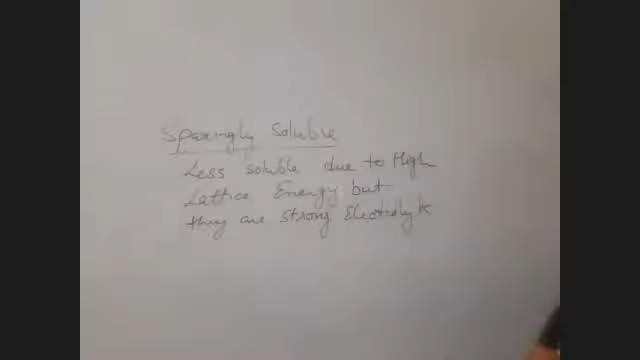 Sparingly Soluble
Less soluble due to High
Lattice Energy but
they are strong Electrolyte